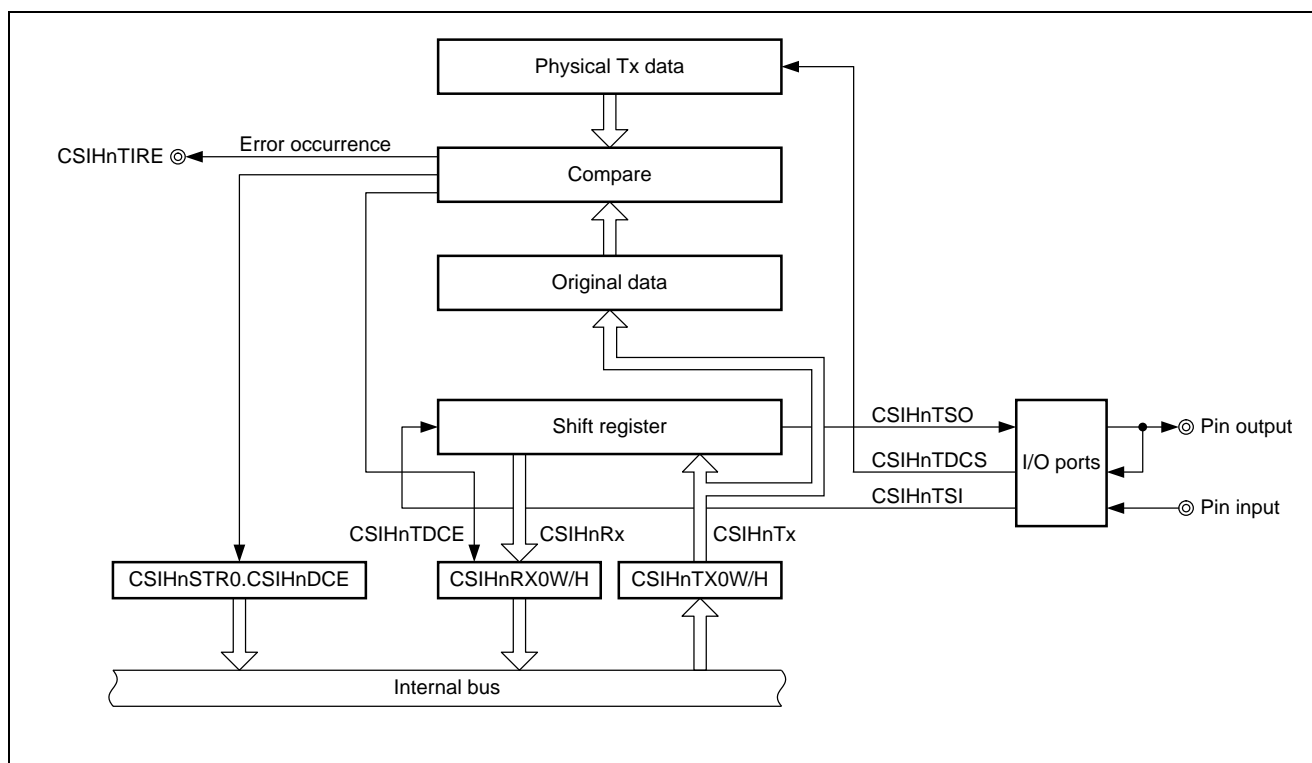 Physical Tx data
Error occurrence
CSIHnTIRE
Compare
Original data
Shift register
CSIHnTSO
CSIHnTDCS
CSIHnTSI
I/O ports
Pin output
Pin input
CSIHnTDCE
CSIHnRx
CSIHnTx
CSIHnSTR0.CSIHnDCE
CSIHnRX0W/H
CSIHnTX0W/H
Internal bus